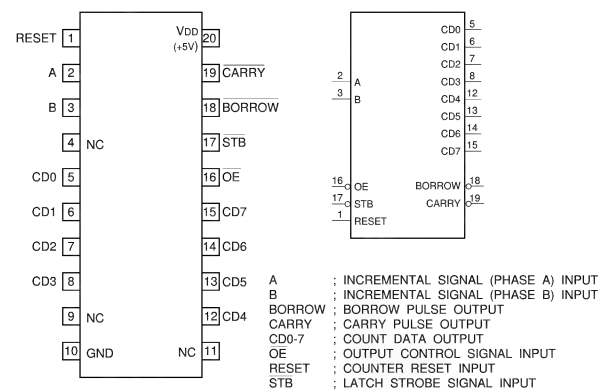 RESET 1
VDD 20
(+5V)
A 2
19 CARRY
B 3
18 BORROW
4 NC
17 STB
CD0 5
16 OE
CD1 6
15 CD7
CD2 7
14 CD6
CD3 8
13 CD5
9 NC
12 CD4
10 GND
NC 11
CD0 5
CD1 6
CD2 7
2 A
CD3 8
3 B
CD4 12
CD5 13
CD6 14
CD7 15
16 OE
BORROW 18
17 STB
CARRY 19
1 RESET
A ; INCREMENTAL SIGNAL (PHASE A) INPUT
B ; INCREMENTAL SIGNAL (PHASE B) INPUT
BORROW ; BORROW PULSE OUTPUT
CARRY ; CARRY PULSE OUTPUT
CD0-7 ; COUNT DATA OUTPUT
OE ; OUTPUT CONTROL SIGNAL INPUT
RESET ; COUNTER RESET INPUT
STB ; LATCH STROBE SIGNAL INPUT